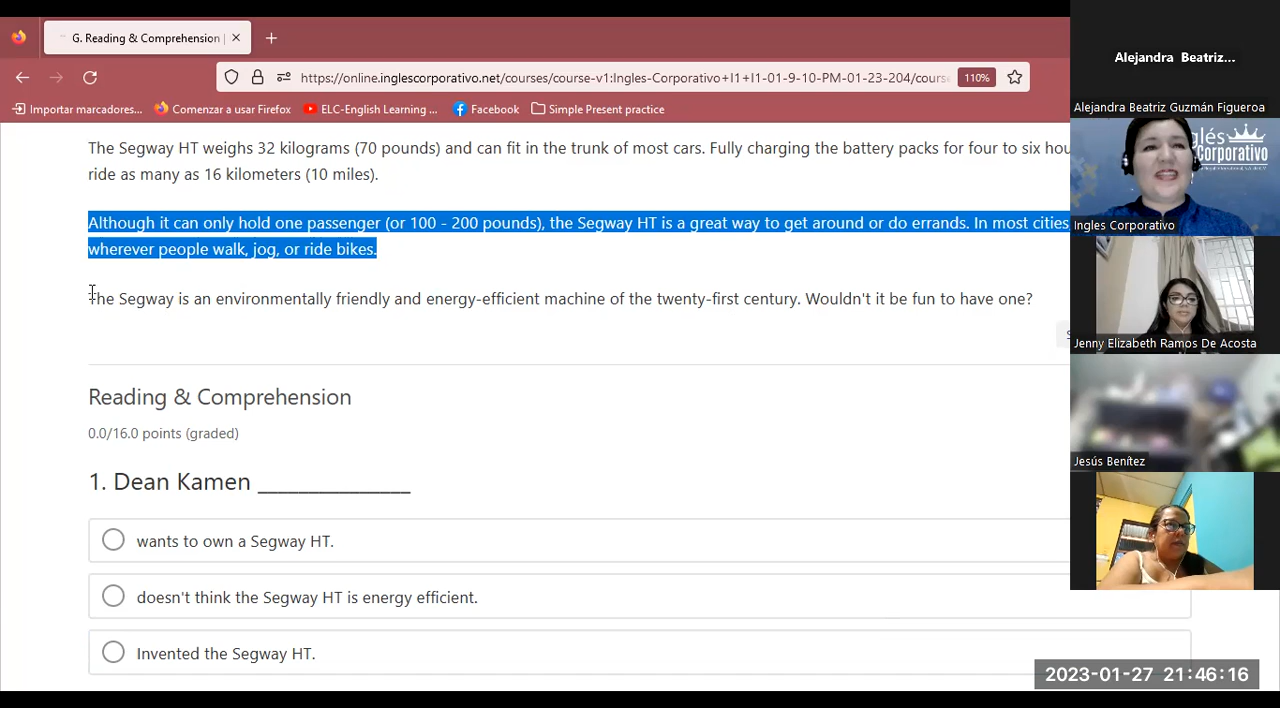 G. Reading & Comprehension |
https://online.inglescorporativo.net/courses/course-v1:Ingles-Corporativo+I1+I1-01-9-10-PM-01-23-204/cours
110%
Importar marcadores...
Comenzar a usar Firefox
ELC-English Learning ...
Facebook
Simple Present practice
The Segway HT weighs 32 kilograms (70 pounds) and can fit in the trunk of most cars. Fully charging the battery packs for four to six
ride as many as 16 kilometers (10 miles).
Although it can only hold one passenger (or 100 - 200 pounds), the Segway HT is a great way to get around or do errands. In most cities
wherever people walk, jog, or ride bikes.
The Segway is an environmentally friendly and energy-efficient machine of the twenty-first century. Wouldn't it be fun to have one?
Reading & Comprehension
0.0/16.0 points (graded)
1. Dean Kamen _______________
wants to own a Segway HT.
doesn't think the Segway HT is energy efficient.
Invented the Segway HT.
Alejandra Beatriz...
Alejandra Beatriz Guzmán Figueroa
glés
Corporativo
Ingles Corporativo
Jenny Elizabeth Ramos De Acosta
Jesús Benítez
2023-01-27 21:46:16